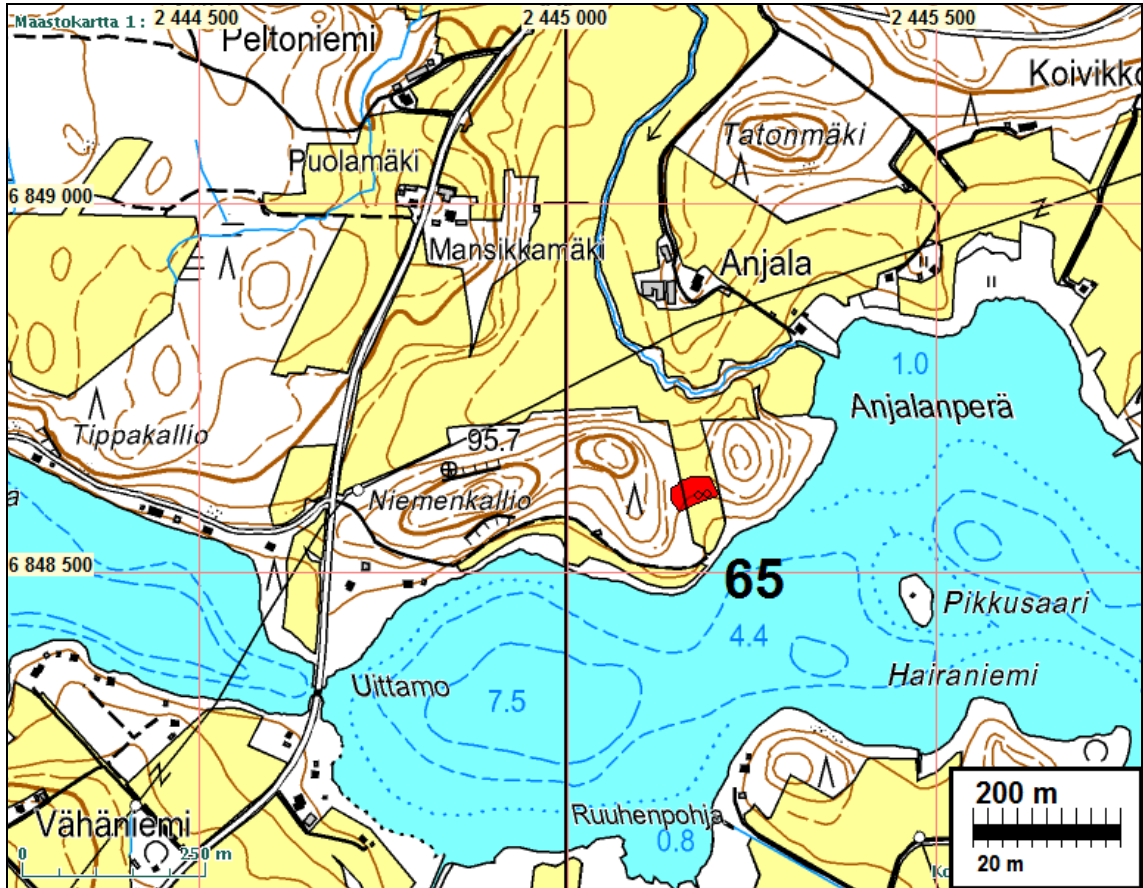 Maastokartta 1 :
2 444 500
2 445 000
2 445 500
Peltoniemi
Koivikko
Tatonmäki
Puolamäki
6 849 000
Mansikkamäki
Anjala
1.0
Anjalanperä
95.7
Tippakallio
Niemenkallio
a
6 848 500
65
Pikkusaari
4.4
Hairaniemi
Uittamo
7.5
200 m
Ruuhenpohja
Vähäniemi
0.8
0
250 m
20 m
Ko